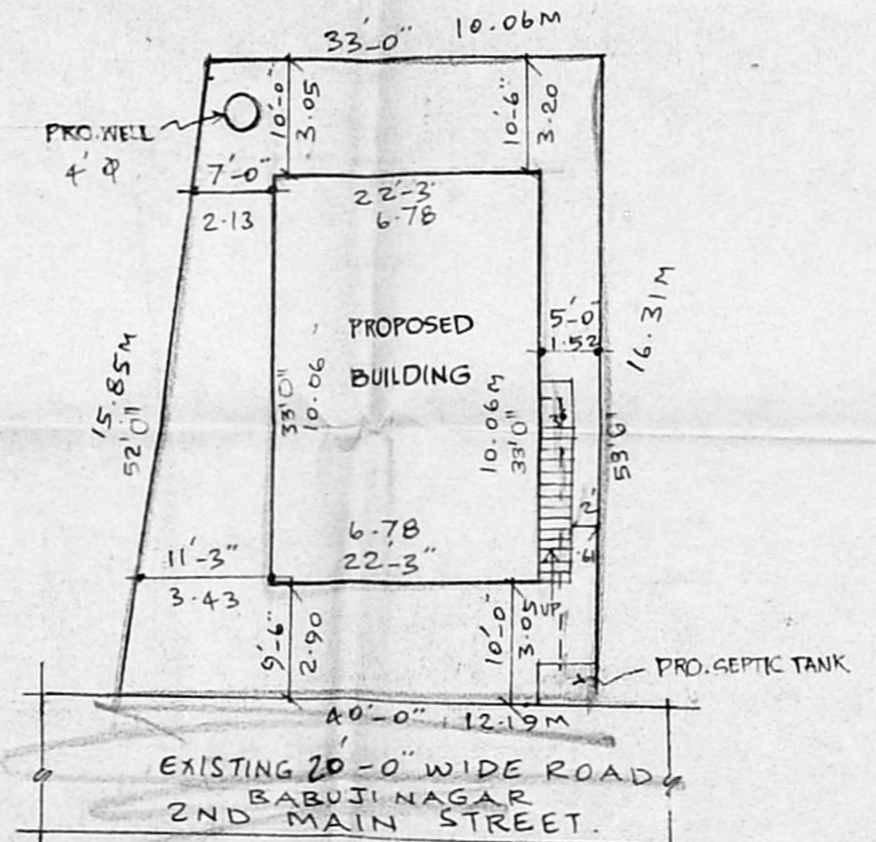 33'-0" 10.06M
PRO.WELL
4' Φ
10'-0"
3.05
10'-6"
3.20
7'-0"
2.13
22'-3'
6.78
PROPOSED
BUILDING
5'-0"
1.52
16.31M
53'6'
15.85M
52'0"
33'0"
10.06
10.06M
33'0"
2'
.61
6.78
22'-3"
11'-3"
3.43
9'-6"
2.90
10'-0"
3.05
UP
PRO.SEPTIC TANK
40'-0" 12.19M
EXISTING 20'-0" WIDE ROAD
BABUJI NAGAR
2ND MAIN STREET.